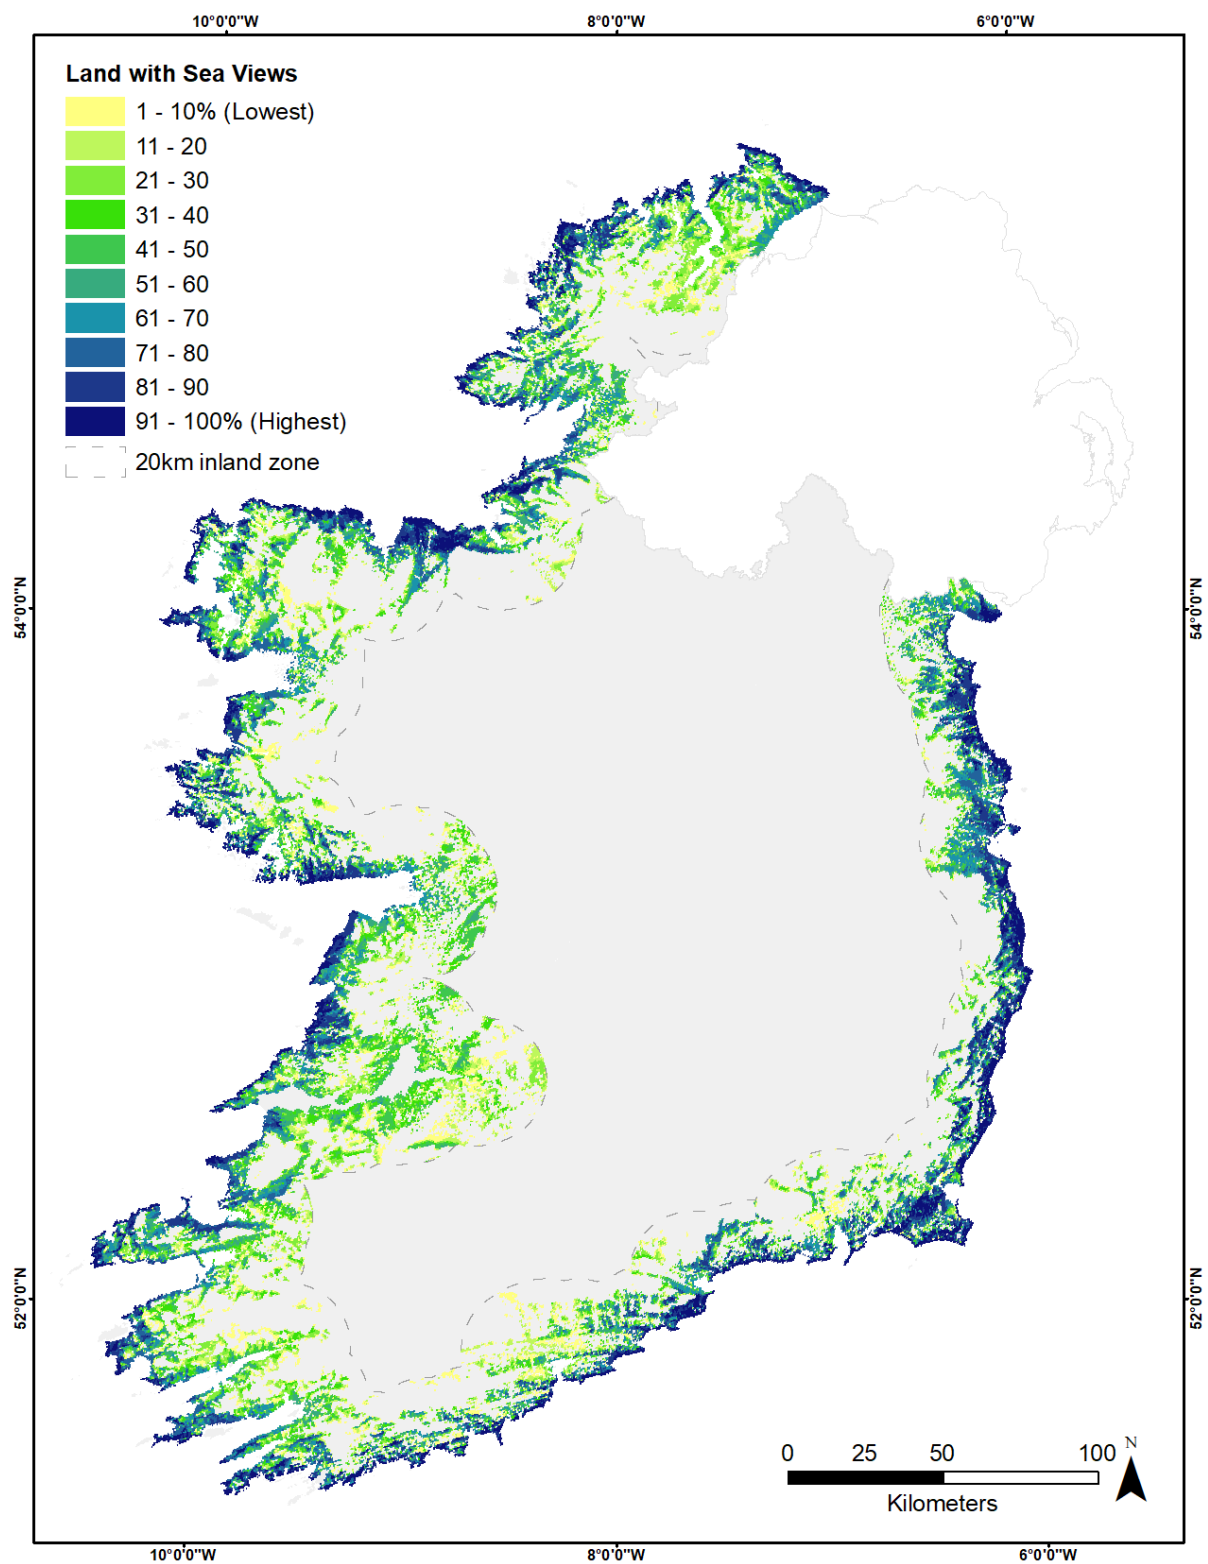 10°0'0"W 8°0'0"W 6°0'0"W
Land with Sea Views
1 - 10% (Lowest)
11 - 20
21 - 30
31 - 40
41 - 50
51 - 60
61 - 70
71 - 80
81 - 90
91 - 100% (Highest)
20km inland zone
54°0'0"N 54°0'0"N
52°0'0"N 52°0'0"N
0 25 50 100 N
Kilometers
10°0'0"W 8°0'0"W 6°0'0"W